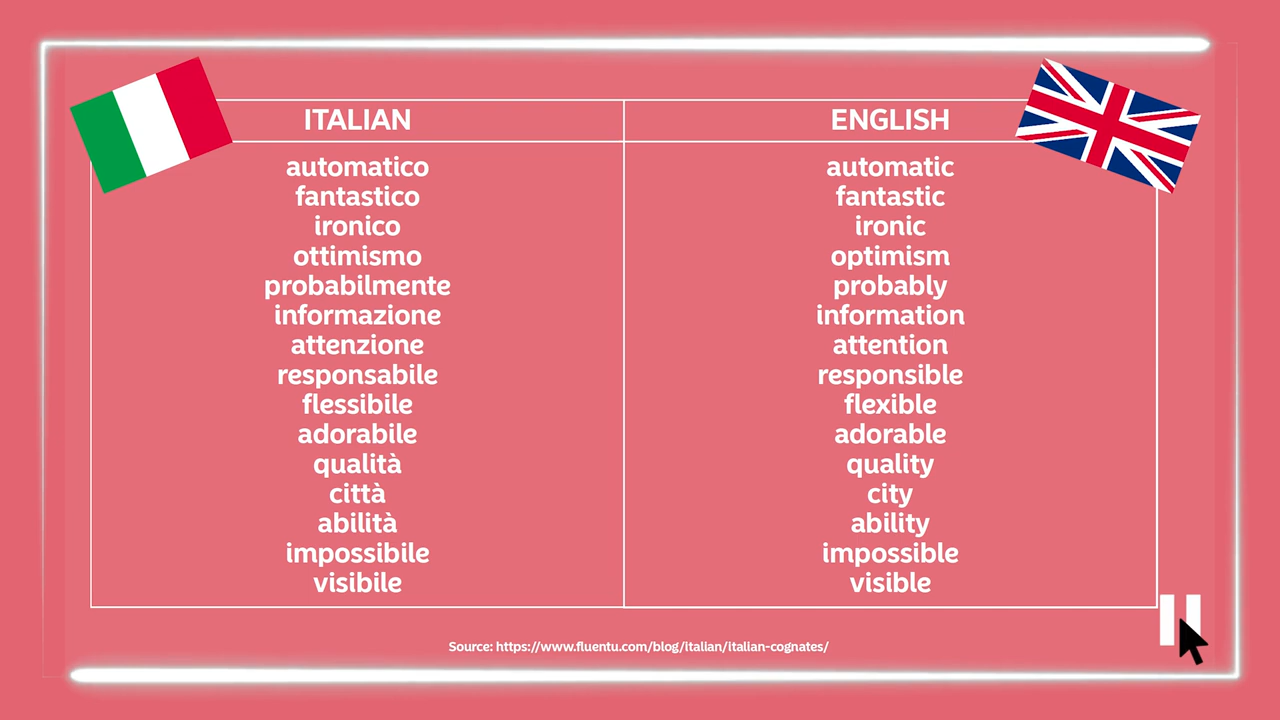 ITALIAN ENGLISH
automatico automatic
fantastico fantastic
ironico ironic
ottimismo optimism
probabilmente probably
informazione information
attenzione attention
responsabile responsible
flessibile flexible
adorabile adorable
qualità quality
città city
abilità ability
impossibile impossible
visibile visible
Source: https://www.fluentu.com/blog/italian/italian-cognates/